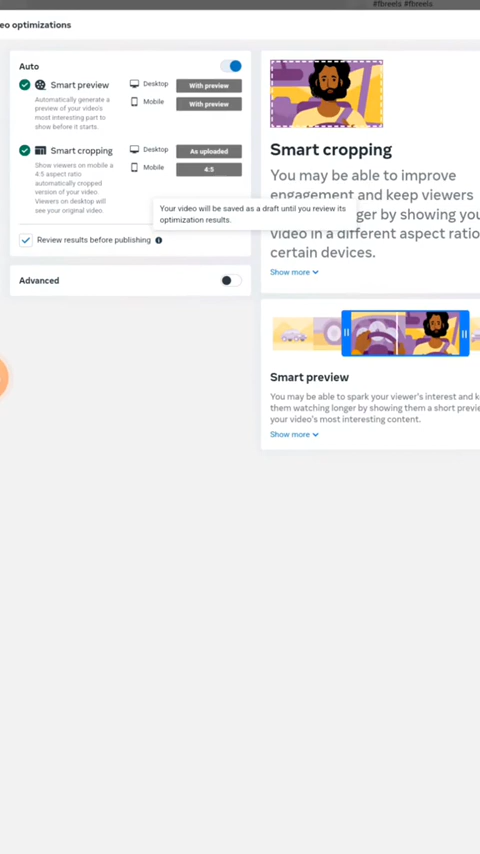 #fbreels #fbreels
eo optimizations
Auto
Smart preview
Automatically generate a
preview of your video's
most interesting part to
show before it starts.
Desktop
With preview
Mobile
With preview
Smart cropping
Show viewers on mobile a
4:5 aspect ratio
automatically cropped
version of your video.
Viewers on desktop will
see your original video.
Desktop
As uploaded
Mobile
4:5
Your video will be saved as a draft until you review its
optimization results.
Review results before publishing
Advanced
Smart cropping
You may be able to improve
engagement and keep viewers
ger by showing you
video in a different aspect ratio
certain devices.
Show more
Smart preview
You may be able to spark your viewer's interest and k
them watching longer by showing them a short previe
your video's most interesting content.
Show more